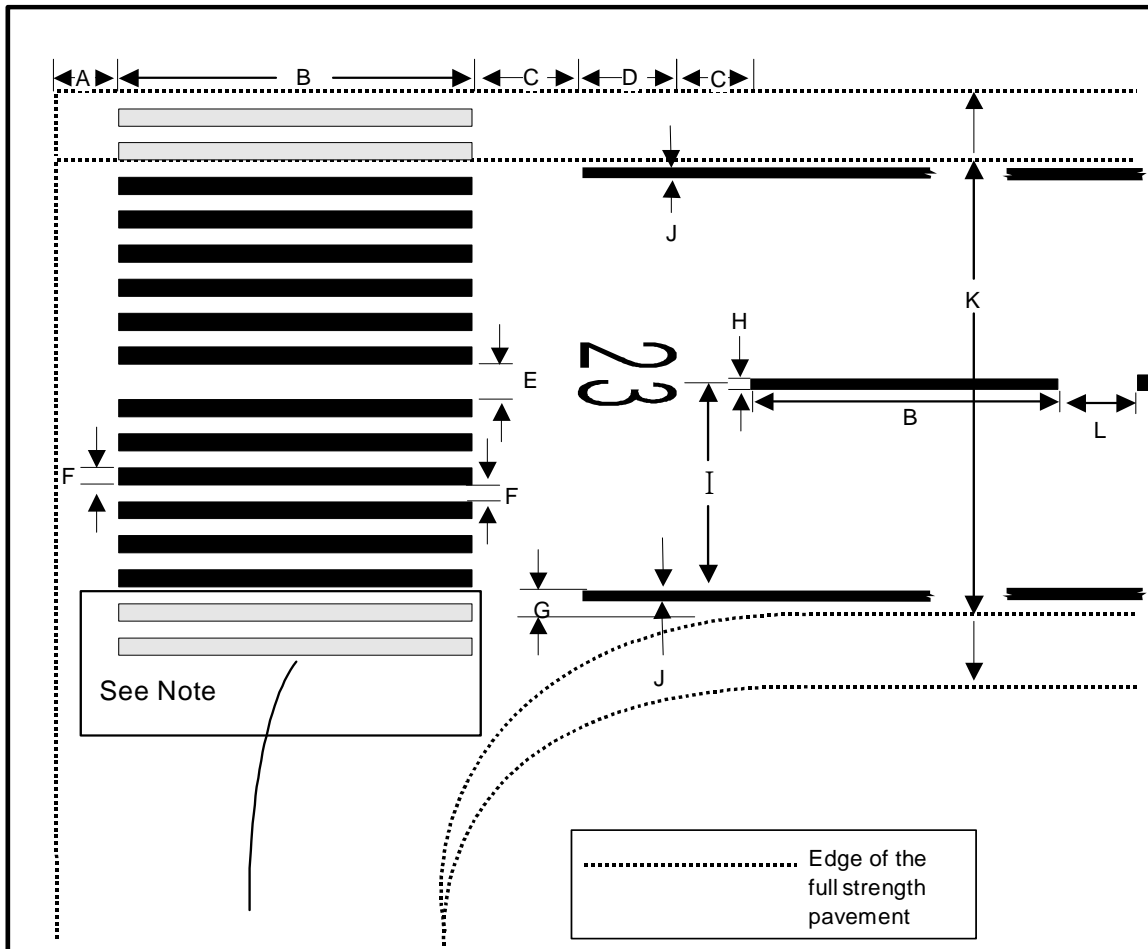 A
B
C
D
C
J
K
H
E
23
B
L
F
I
F
G
J
See Note
Edge of the
full strength
pavement